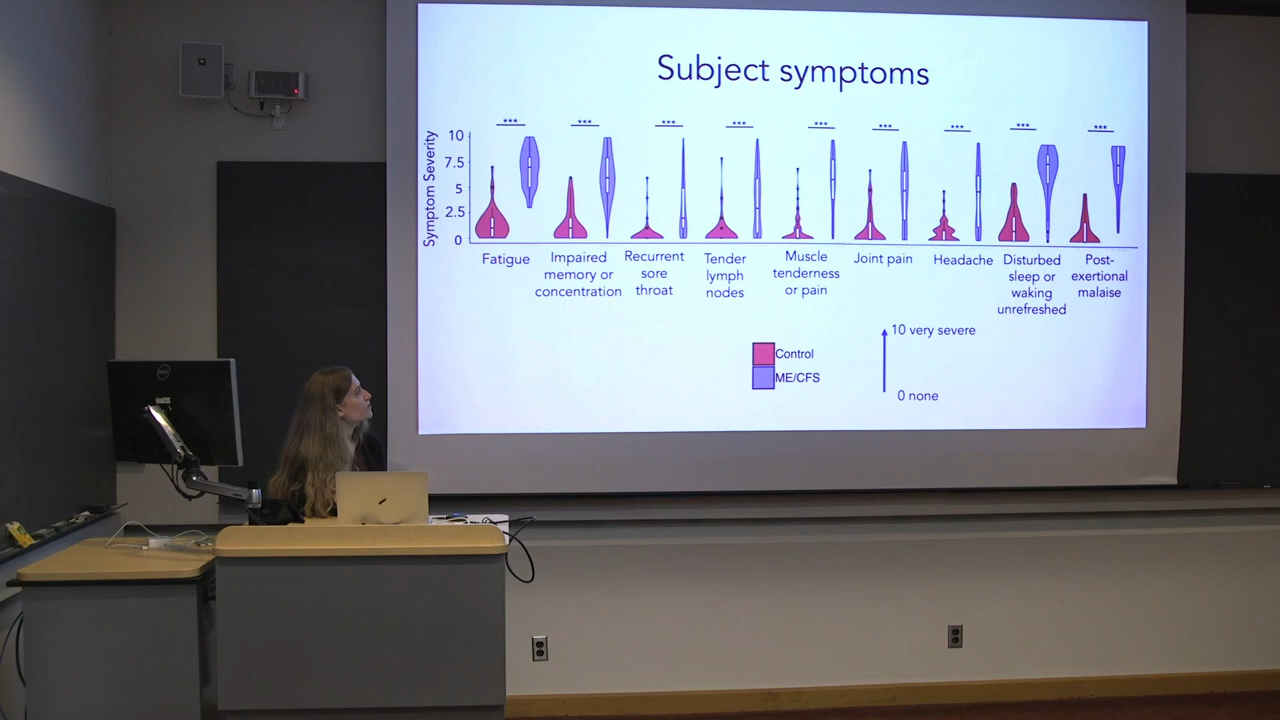 Subject symptoms
*** *** *** *** *** *** *** *** ***
Symptom Severity
10
7.5
5
2.5
0
Fatigue
Impaired
memory or
concentration
Recurrent
sore
throat
Tender
lymph
nodes
Muscle
tenderness
or pain
Joint pain
Headache
Disturbed
sleep or
waking
unrefreshed
Post-
exertional
malaise
Control
ME/CFS
10 very severe
0 none
DELL